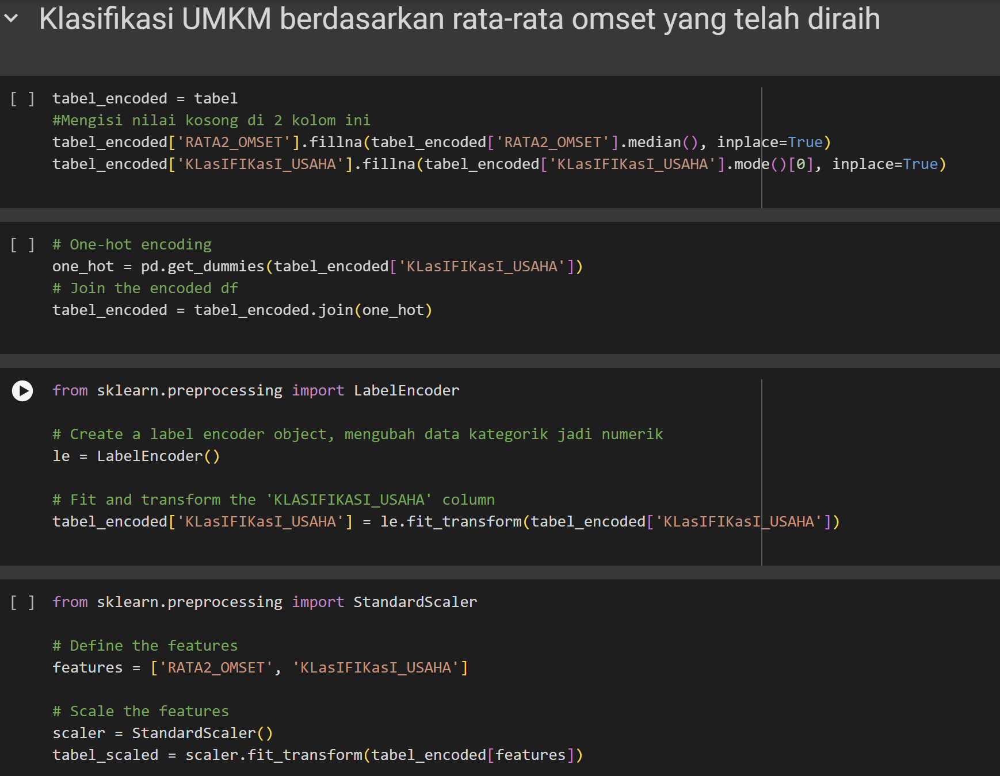 Klasifikasi UMKM berdasarkan rata-rata omset yang telah diraih
[ ] tabel_encoded = tabel
#Mengisi nilai kosong di 2 kolom ini
tabel_encoded['RATA2_OMSET'].fillna(tabel_encoded['RATA2_OMSET'].median(), inplace=True)
tabel_encoded['KLasIFIKasI_USAHA'].fillna(tabel_encoded['KLasIFIKasI_USAHA'].mode()[0], inplace=True)
[ ] # One-hot encoding
one_hot = pd.get_dummies(tabel_encoded['KLasIFIKasI_USAHA'])
# Join the encoded df
tabel_encoded = tabel_encoded.join(one_hot)
from sklearn.preprocessing import LabelEncoder
# Create a label encoder object, mengubah data kategorik jadi numerik
le = LabelEncoder()
# Fit and transform the 'KLASIFIKASI_USAHA' column
tabel_encoded['KLasIFIKasI_USAHA'] = le.fit_transform(tabel_encoded['KLasIFIKasI_USAHA'])
[ ] from sklearn.preprocessing import StandardScaler
# Define the features
features = ['RATA2_OMSET', 'KLasIFIKasI_USAHA']
# Scale the features
scaler = StandardScaler()
tabel_scaled = scaler.fit_transform(tabel_encoded[features])